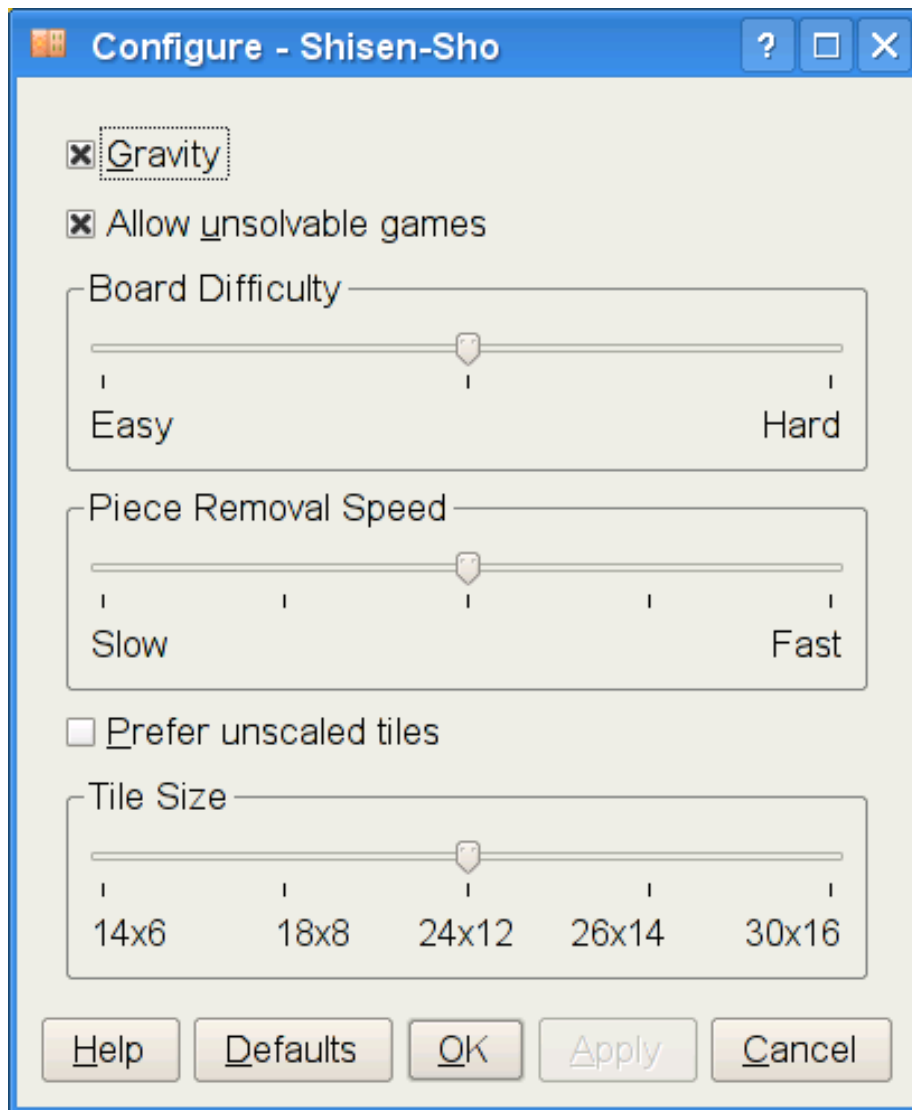 Configure - Shisen-Sho ?
Gravity
Allow unsolvable games
Board Difficulty
Easy Hard
Piece Removal Speed
Slow Fast
Prefer unscaled tiles
Tile Size
14x6 18x8 24x12 26x14 30x16
Help Defaults OK Apply Cancel